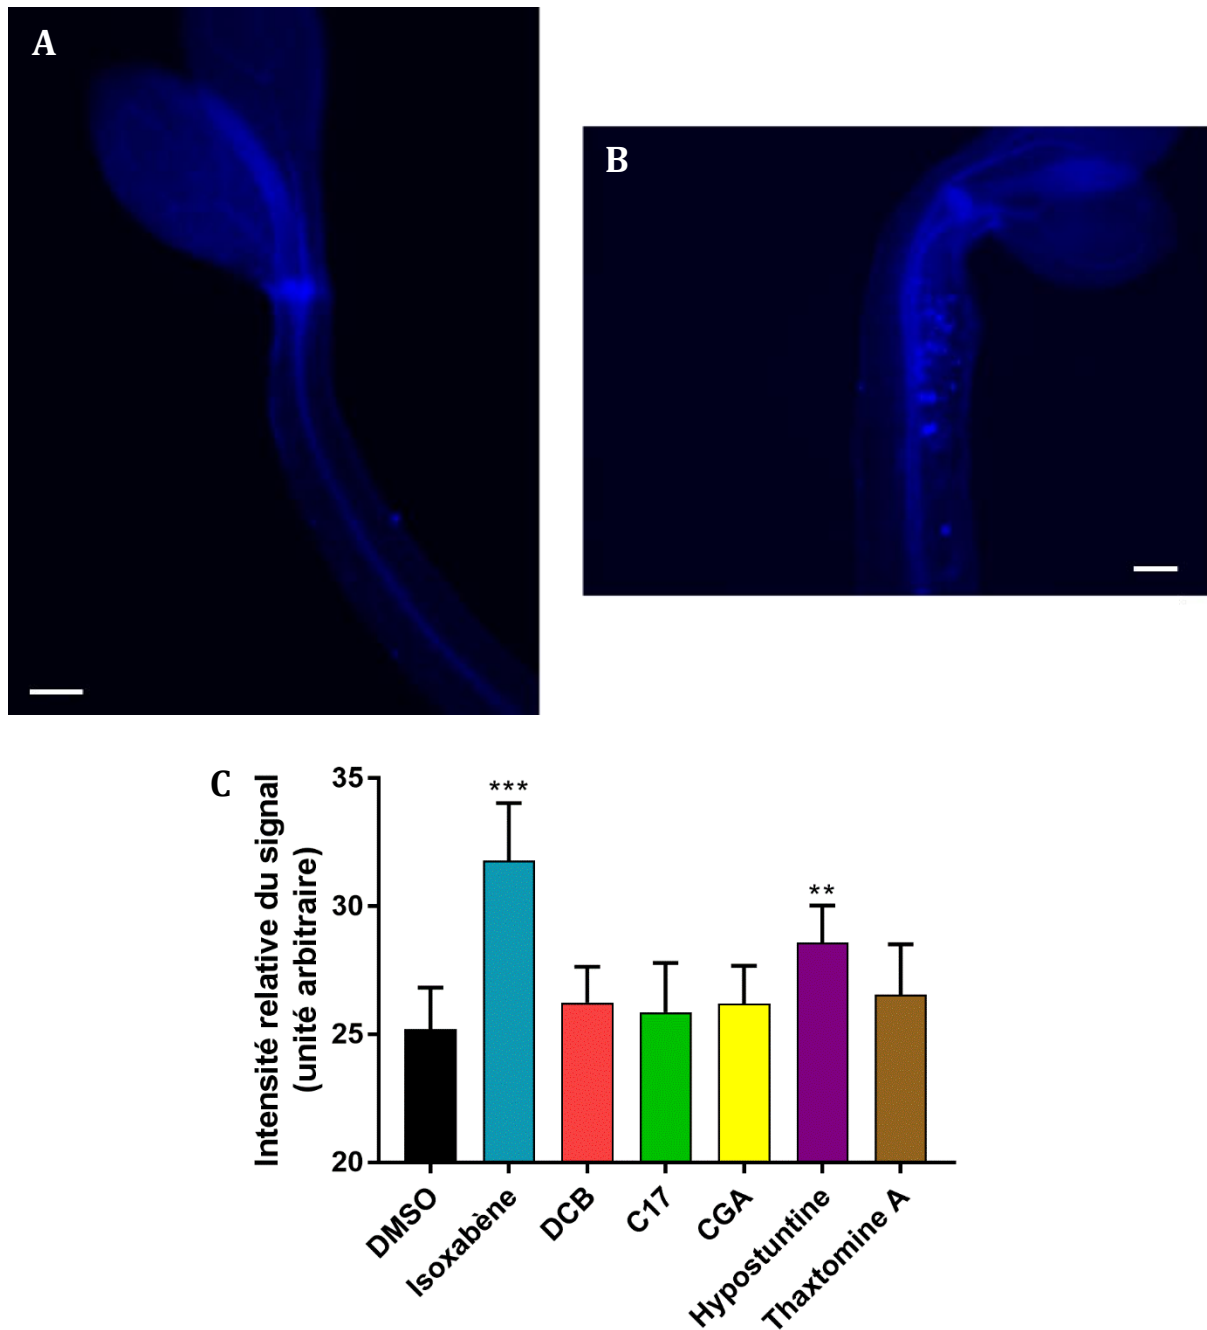 A
B
C
Intensité relative du signal
(unité arbitraire)
35
30
25
20
***
**
DMSO
Isoxabène
DCB
C17
CGA
Hypostuntine
Thaxtomine A